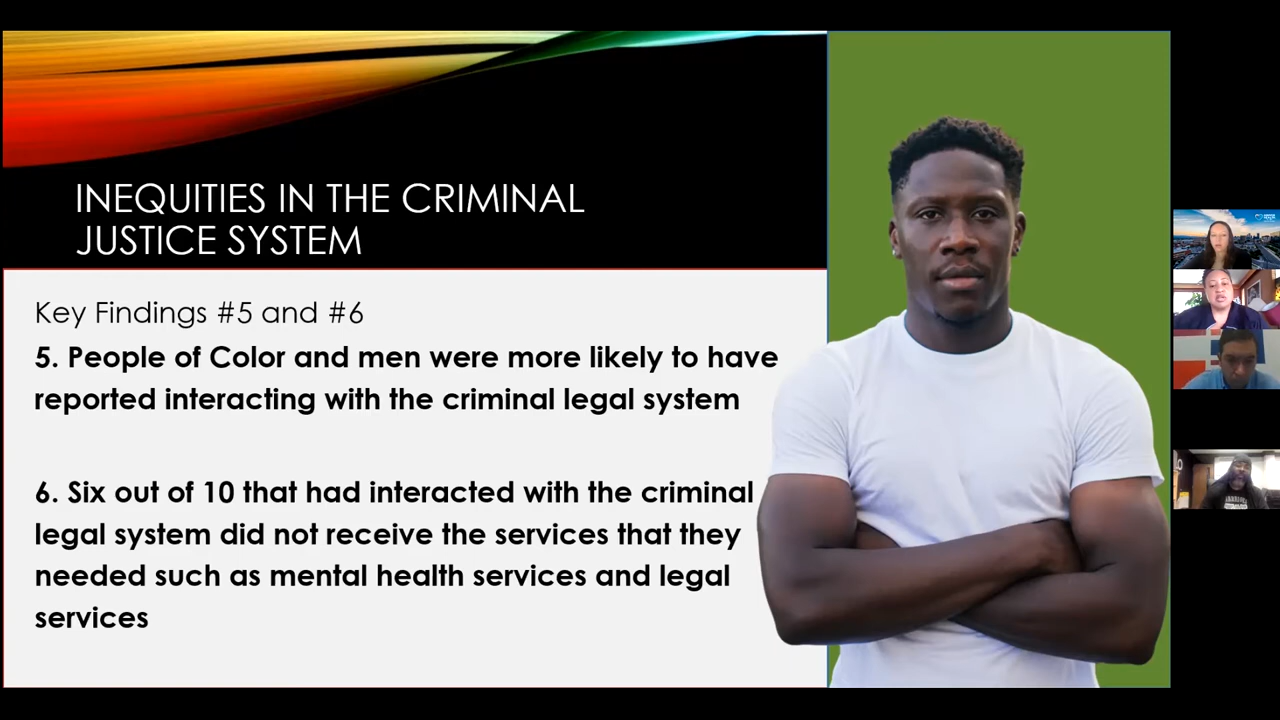 INEQUITIES IN THE CRIMINAL
JUSTICE SYSTEM
Key Findings #5 and #6
5. People of Color and men were more likely to have
reported interacting with the criminal legal system
6. Six out of 10 that had interacted with the criminal
legal system did not receive the services that they
needed such as mental health services and legal
services